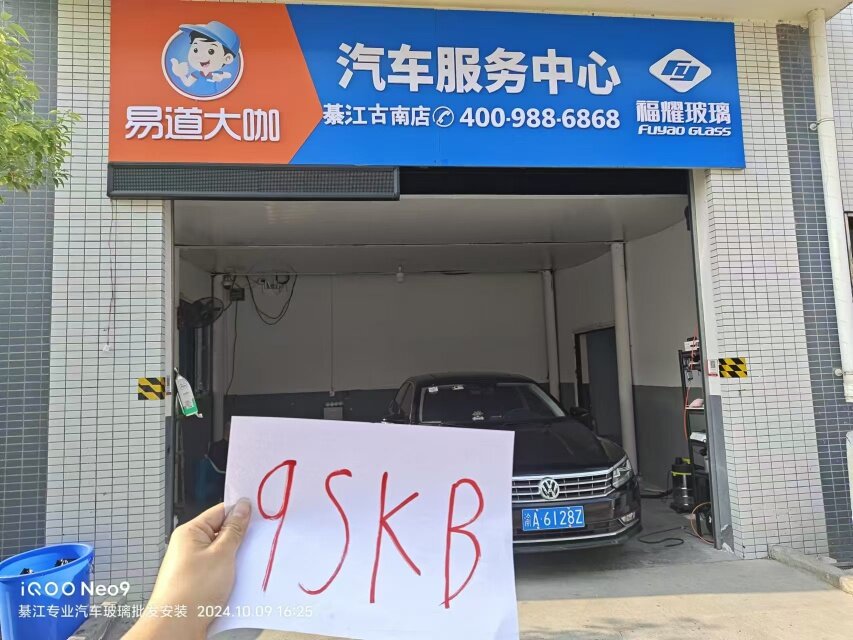 汽车服务中心
易道大咖
綦江古南店 400-988-6868
福耀玻璃
FUYAO GLASS
渝A·6128Z
9SKB
iQOO Neo9
綦江专业汽车玻璃批发安装 2024.10.09 16:25